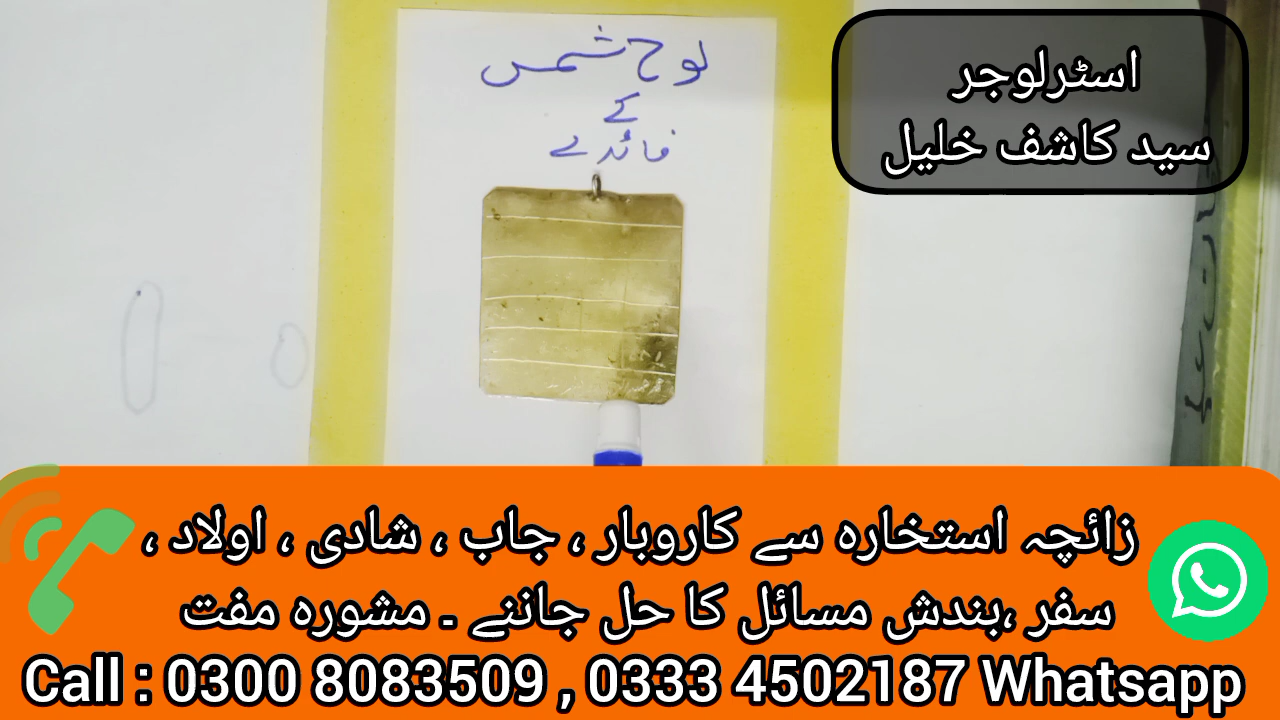 لوح شمس
کے
فائدے
اسٹرلوجر
سید کاشف خلیل
زائچہ استخارہ سے کاروبار ، جاب ، شادی ، اولاد ،
سفر ،بندش مسائل کا حل جاننے ۔ مشورہ مفت
Call : 0300 8083509 , 0333 4502187 Whatsapp